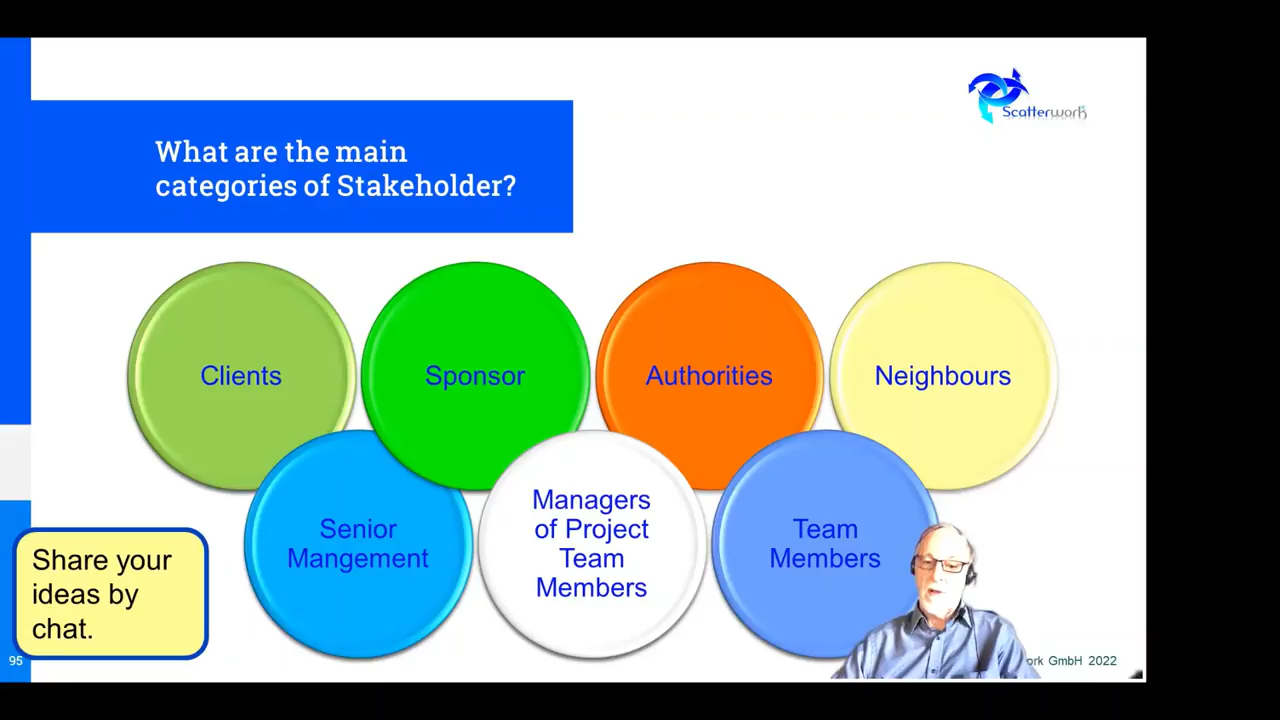 Scatterwork
What are the main
categories of Stakeholder?
Clients
Sponsor
Authorities
Neighbours
Senior
Mangement
Managers
of Project
Team
Members
Team
Members
Share your
ideas by
chat.
95
GmbH 2022